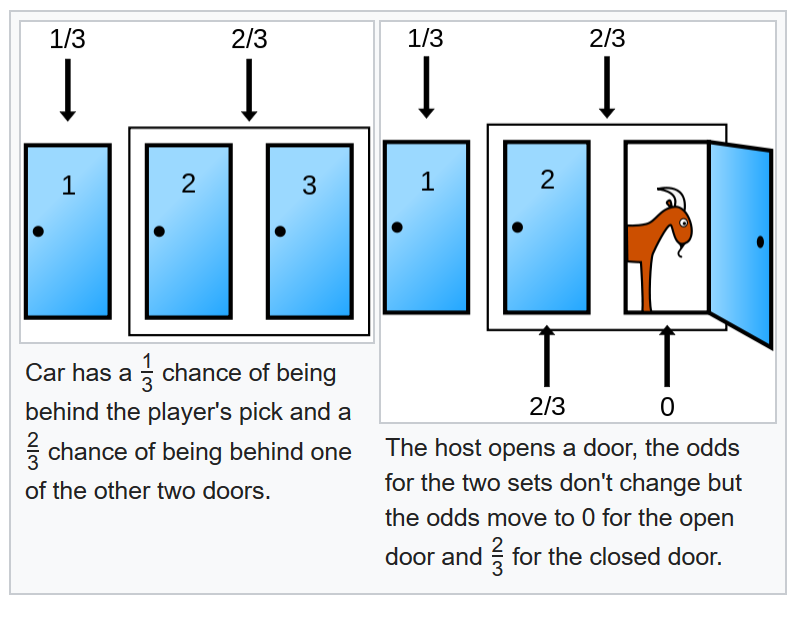 1/3 2/3
1 2 3
Car has a 1/3 chance of being
behind the player's pick and a
2/3 chance of being behind one
of the other two doors.
1/3 2/3
1 2
2/3 0
The host opens a door, the odds
for the two sets don't change but
the odds move to 0 for the open
door and 2/3 for the closed door.